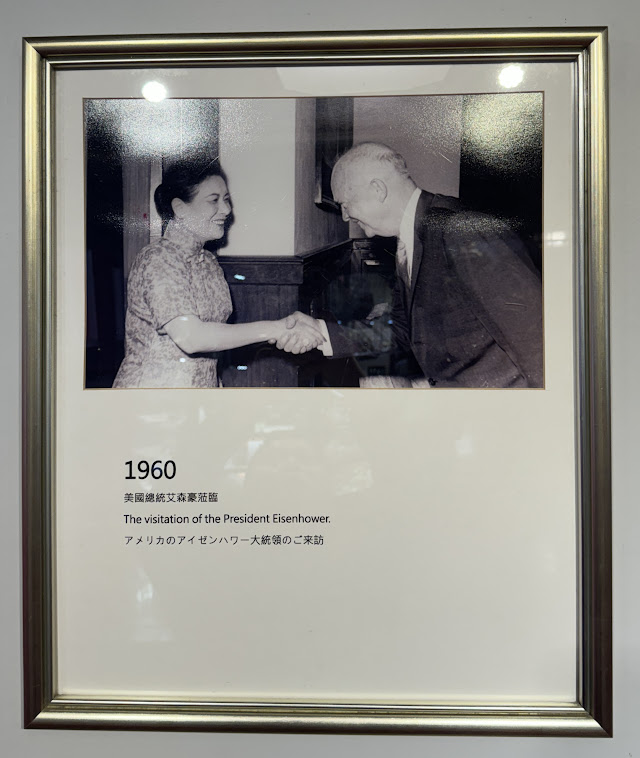 1960
美國總統艾森豪蒞臨
The visitation of the President Eisenhower.
アメリカのアイゼンハワー大統領のご来訪